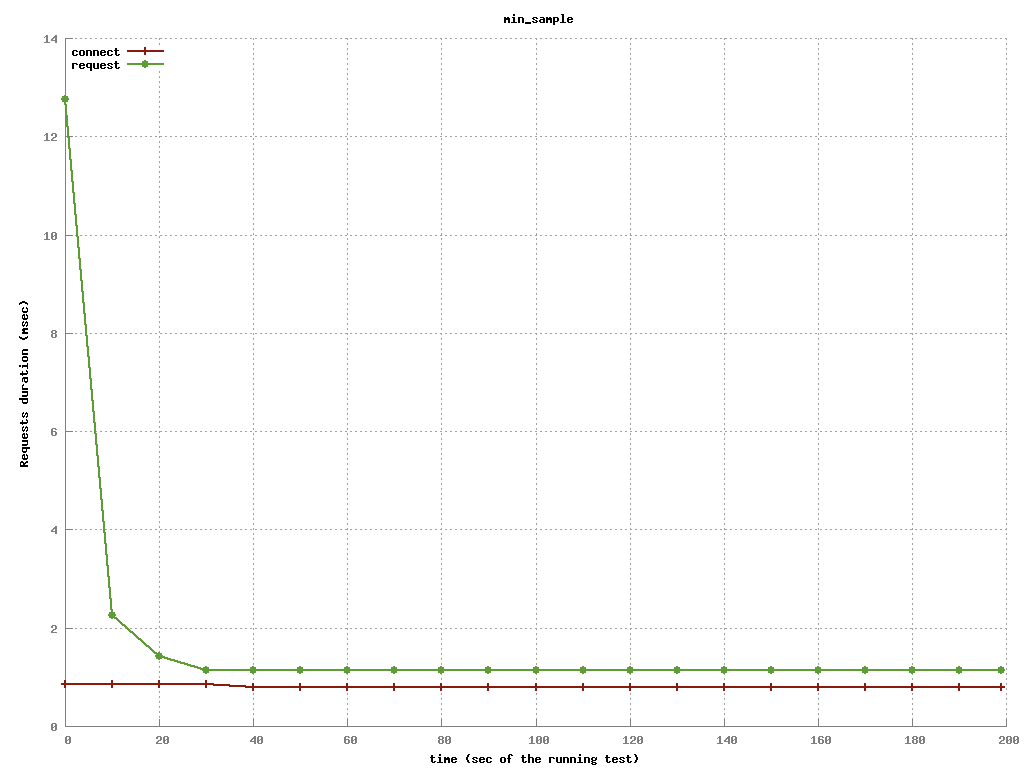 min_sample
connect
request
14
12
10
8
6
4
2
0
Requests duration (msec)
0 20 40 60 80 100 120 140 160 180 200
time (sec of the running test)